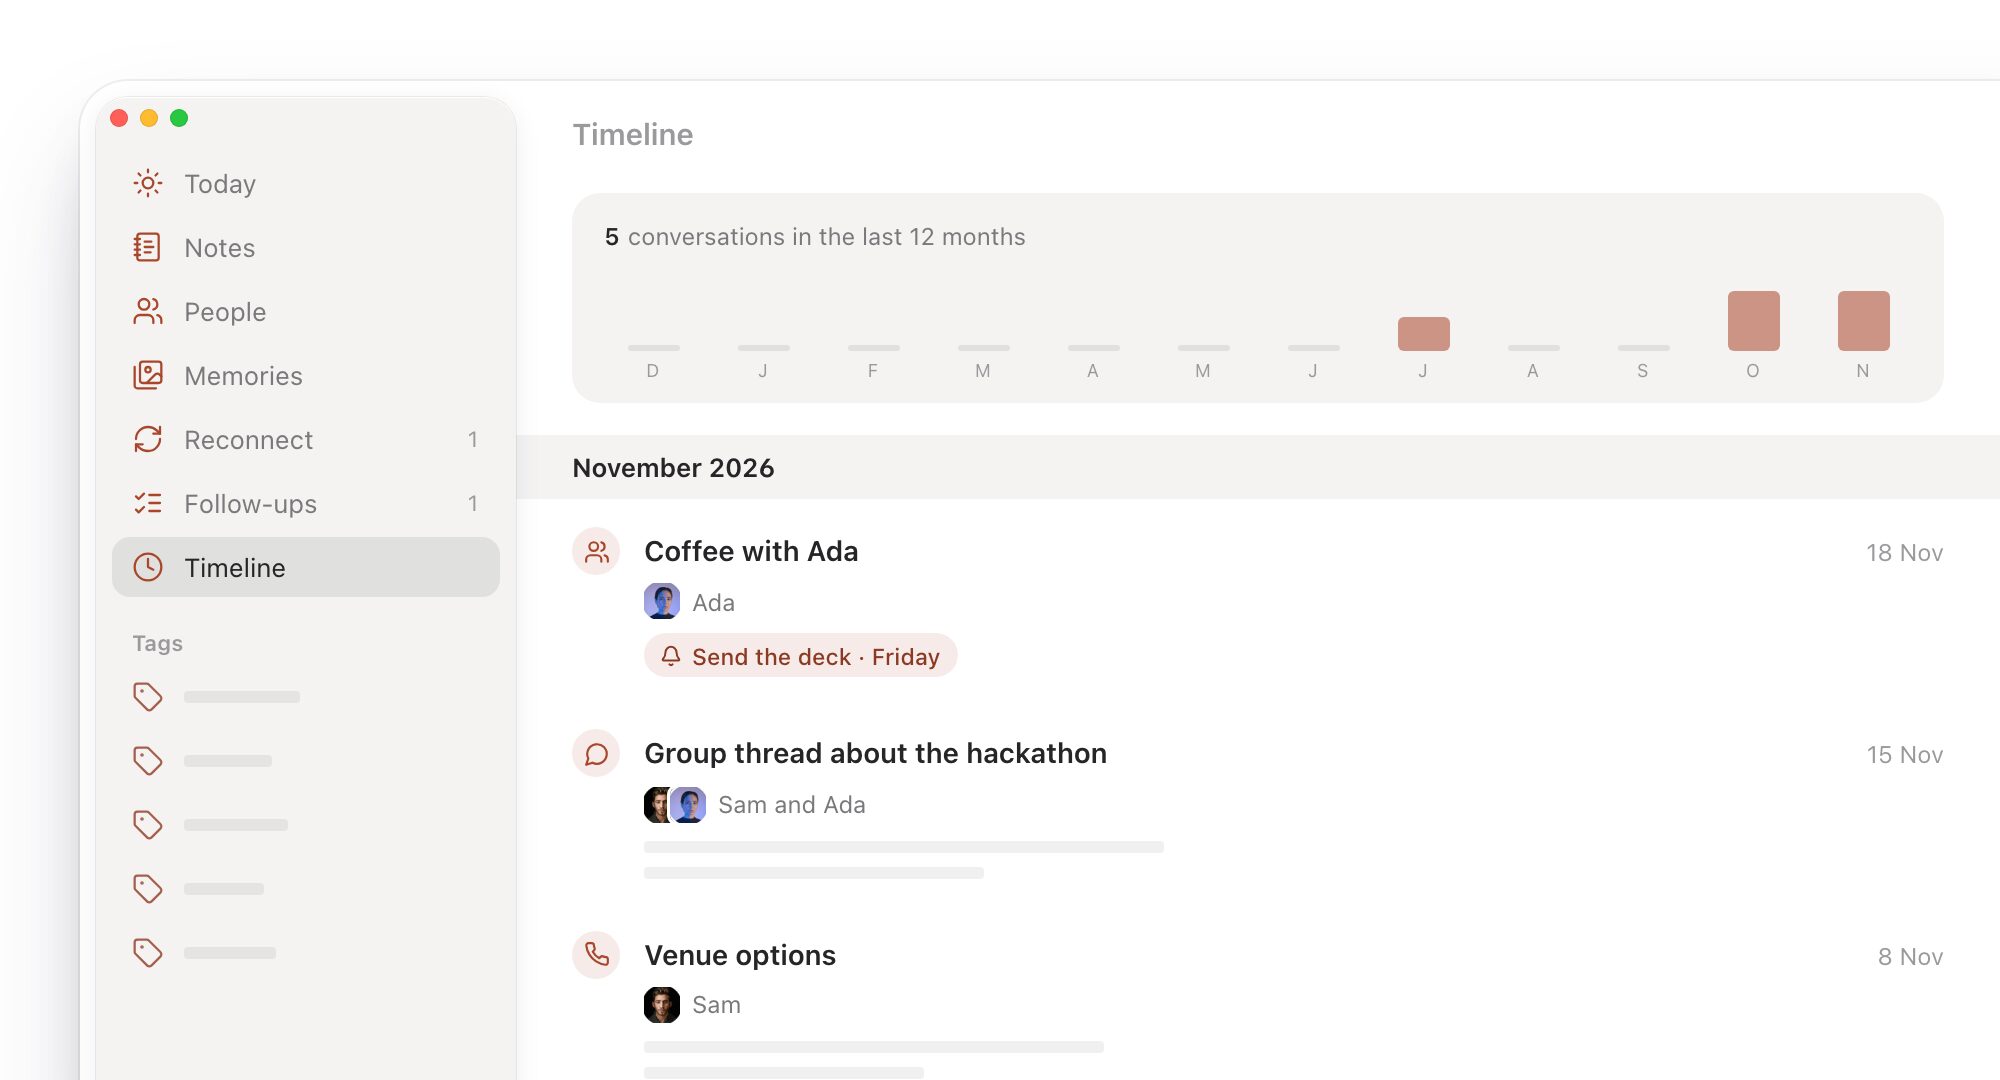 Today
Notes
People
Memories
Reconnect 1
Follow-ups 1
Timeline
Tags
Timeline
5 conversations in the last 12 months
D J F M A M J J A S O N
November 2026
Coffee with Ada 18 Nov
Ada
Send the deck · Friday
Group thread about the hackathon 15 Nov
Sam and Ada
Venue options 8 Nov
Sam